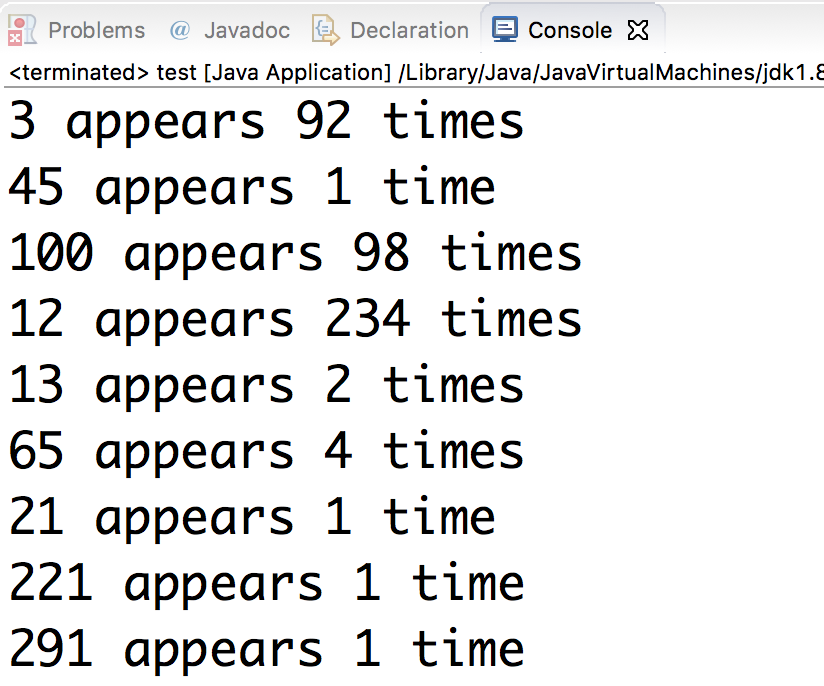 Problems @ Javadoc Declaration Console
<terminated> test [Java Application] /Library/Java/JavaVirtualMachines/jdk1.8
3 appears 92 times
45 appears 1 time
100 appears 98 times
12 appears 234 times
13 appears 2 times
65 appears 4 times
21 appears 1 time
221 appears 1 time
291 appears 1 time